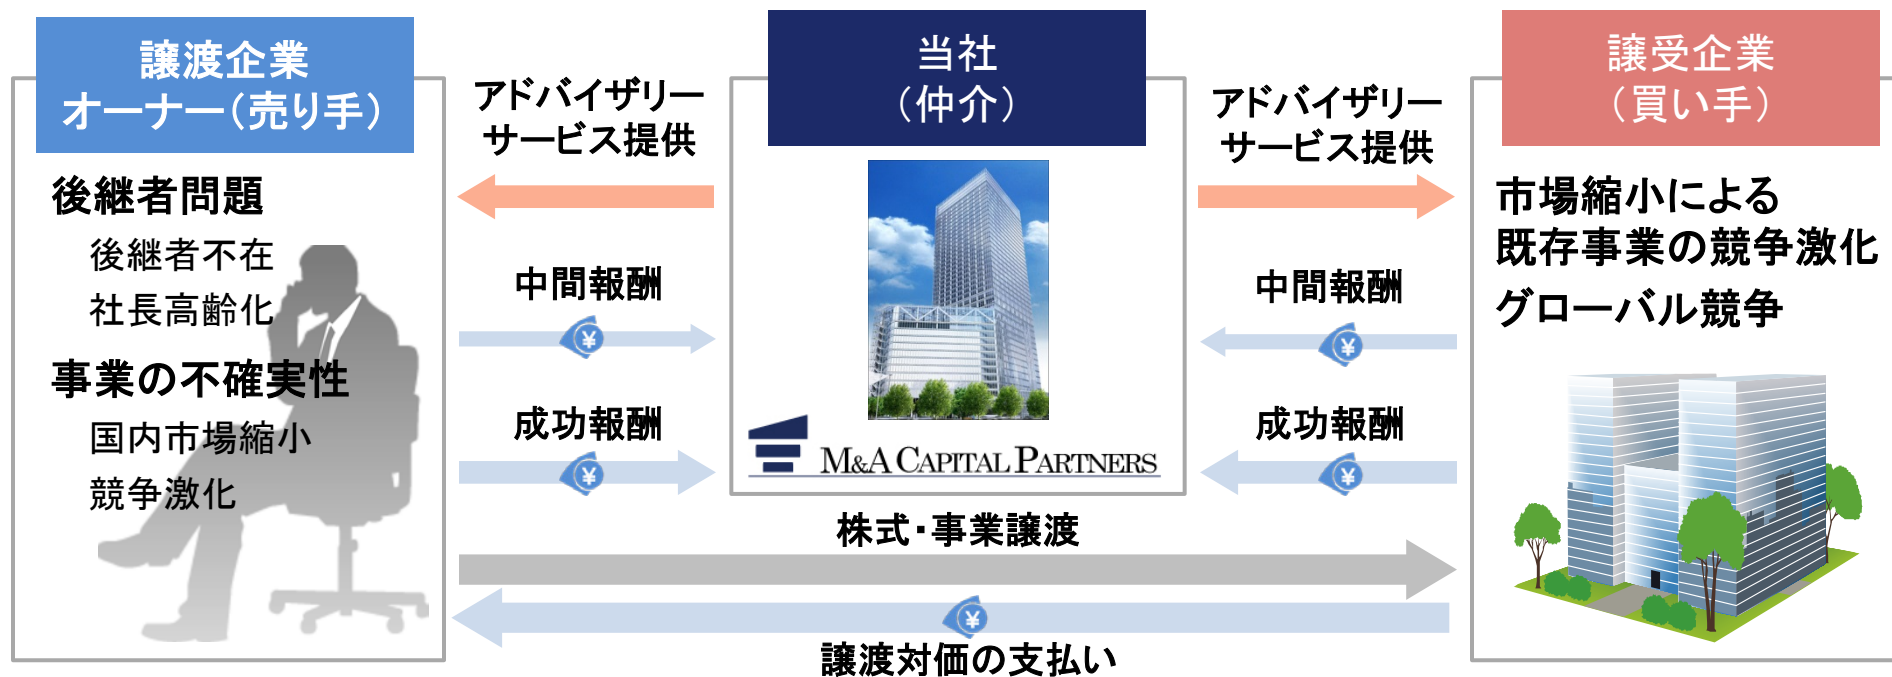 譲渡企業
オーナー(売り手)
後継者問題
後継者不在
社長高齢化
事業の不確実性
国内市場縮小
競争激化
アドバイザリー
サービス提供
中間報酬
¥
成功報酬
¥
当社
(仲介)
M&A CAPITAL PARTNERS
アドバイザリー
サービス提供
中間報酬
¥
成功報酬
¥
譲受企業
(買い手)
市場縮小による
既存事業の競争激化
グローバル競争
株式・事業譲渡
¥
譲渡対価の支払い